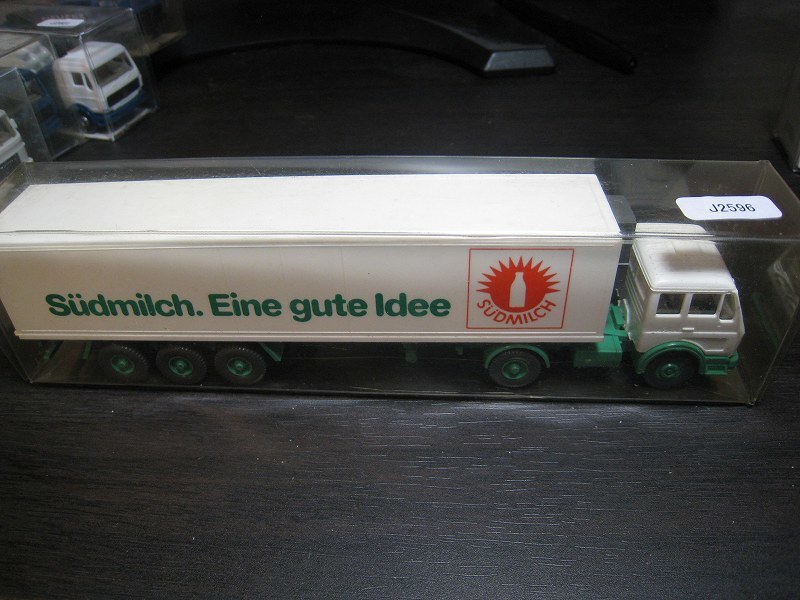 J2596
Südmilch. Eine gute Idee
SÜDMILCH